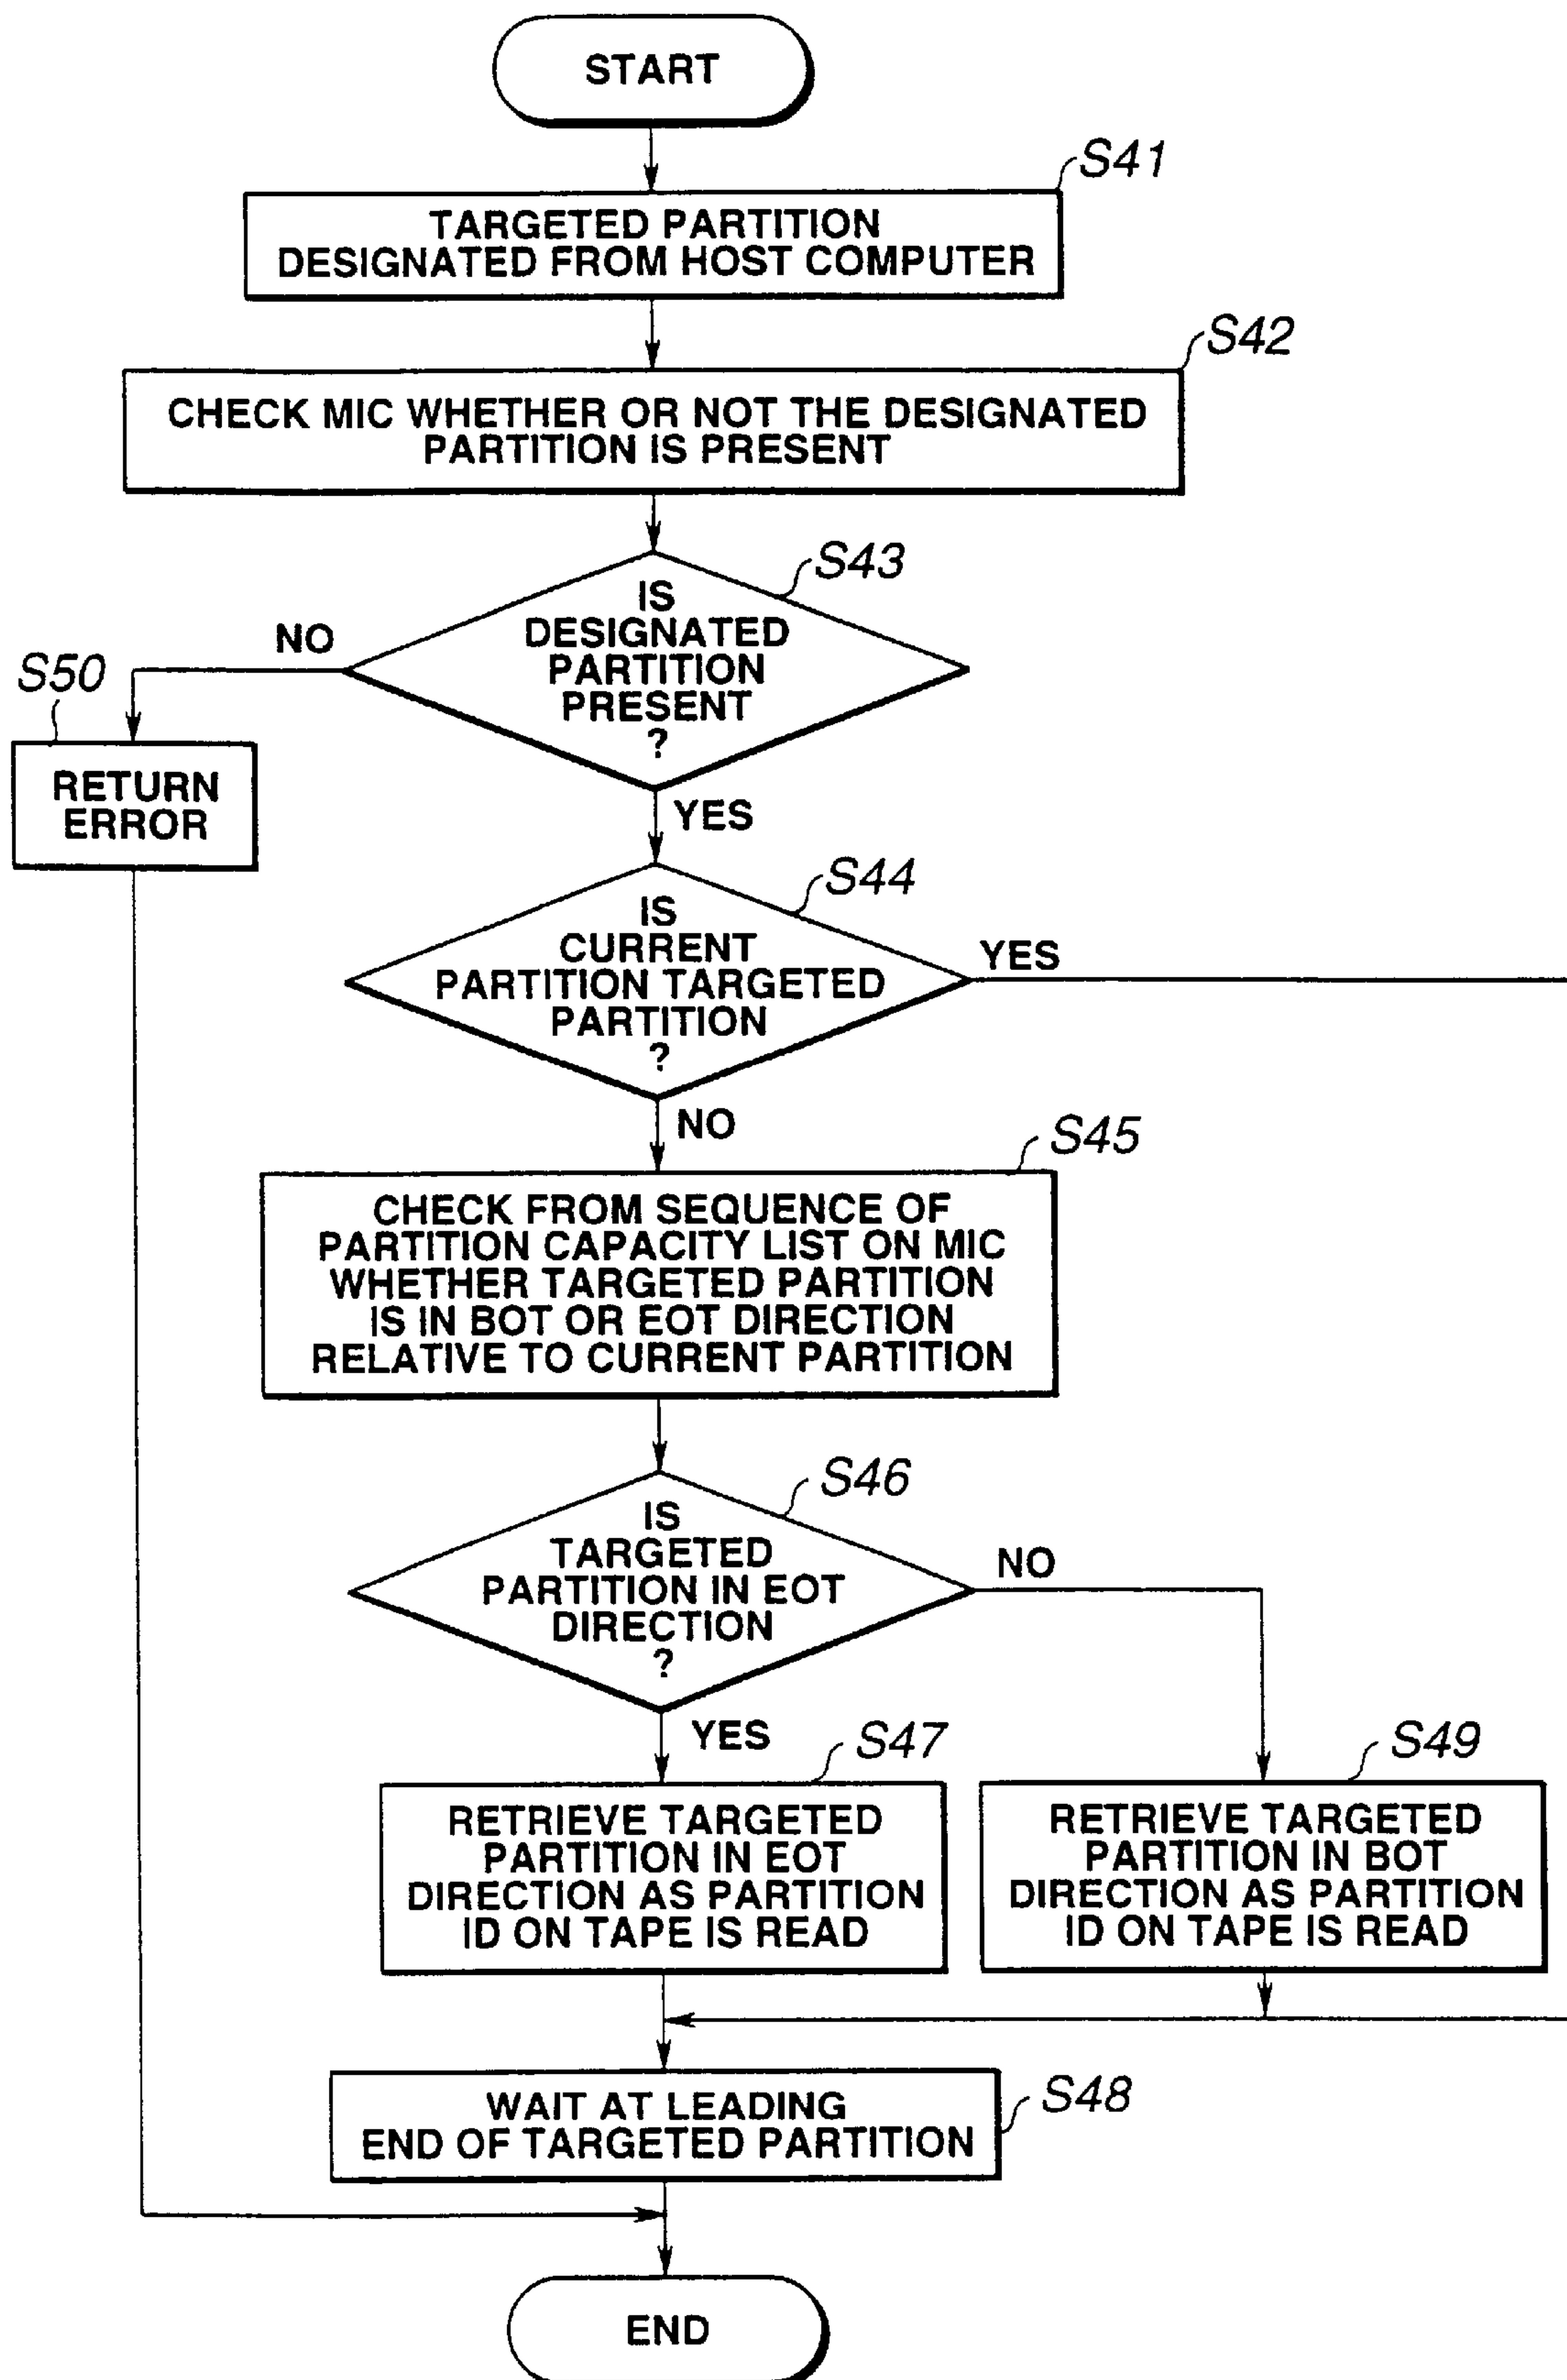 START
S41
TARGETED PARTITION
DESIGNATED FROM HOST COMPUTER
S42
CHECK MIC WHETHER OR NOT THE DESIGNATED
PARTITION IS PRESENT
S43
IS
DESIGNATED
PARTITION
PRESENT
?
NO
S50
RETURN
ERROR
YES
S44
IS
CURRENT
PARTITION TARGETED
PARTITION
?
YES
NO
S45
CHECK FROM SEQUENCE OF
PARTITION CAPACITY LIST ON MIC
WHETHER TARGETED PARTITION
IS IN BOT OR EOT DIRECTION
RELATIVE TO CURRENT PARTITION
S46
IS
TARGETED
PARTITION IN EOT
DIRECTION
?
NO
YES
S47
RETRIEVE TARGETED
PARTITION IN EOT
DIRECTION AS PARTITION
ID ON TAPE IS READ
S49
RETRIEVE TARGETED
PARTITION IN BOT
DIRECTION AS PARTITION
ID ON TAPE IS READ
S48
WAIT AT LEADING
END OF TARGETED PARTITION
END